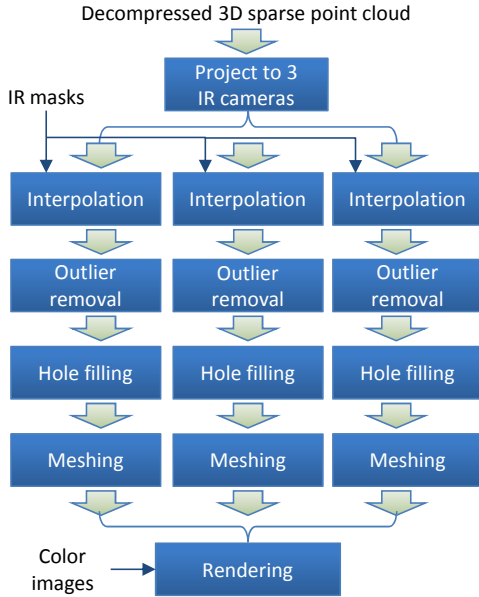 Decompressed 3D sparse point cloud
Project to 3
IR cameras
IR masks
Interpolation
Interpolation
Interpolation
Outlier
removal
Outlier
removal
Outlier
removal
Hole filling
Hole filling
Hole filling
Meshing
Meshing
Meshing
Color
images
Rendering